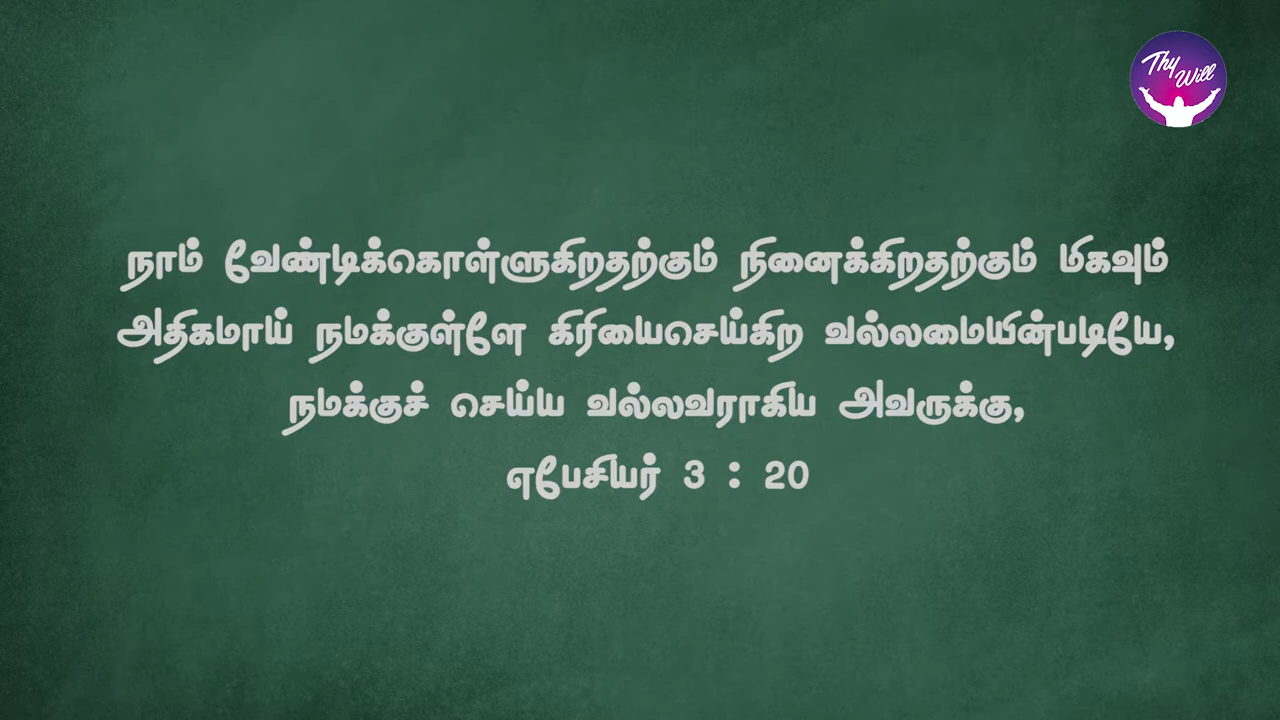 Thy
Will
நாம் வேண்டிக்கொள்ளுகிறதற்கும் நினைக்கிறதற்கும் மிகவும்
அதிகமாய் நமக்குள்ளே கிரியைசெய்கிற வல்லமையின்படியே,
நமக்குச் செய்ய வல்லவராகிய அவருக்கு,
எபேசியர் 3 : 20